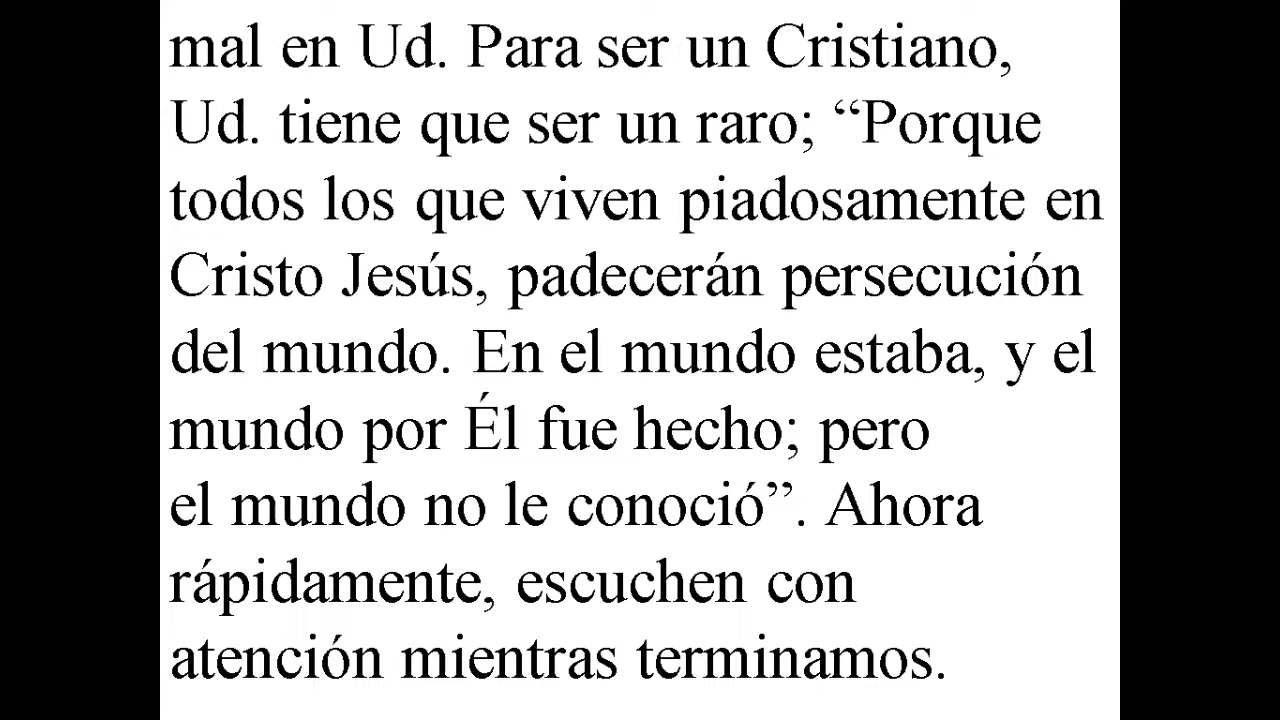 mal en Ud. Para ser un Cristiano,
Ud. tiene que ser un raro; “Porque
todos los que viven piadosamente en
Cristo Jesús, padecerán persecución
del mundo. En el mundo estaba, y el
mundo por Él fue hecho; pero
el mundo no le conoció”. Ahora
rápidamente, escuchen con
atención mientras terminamos.